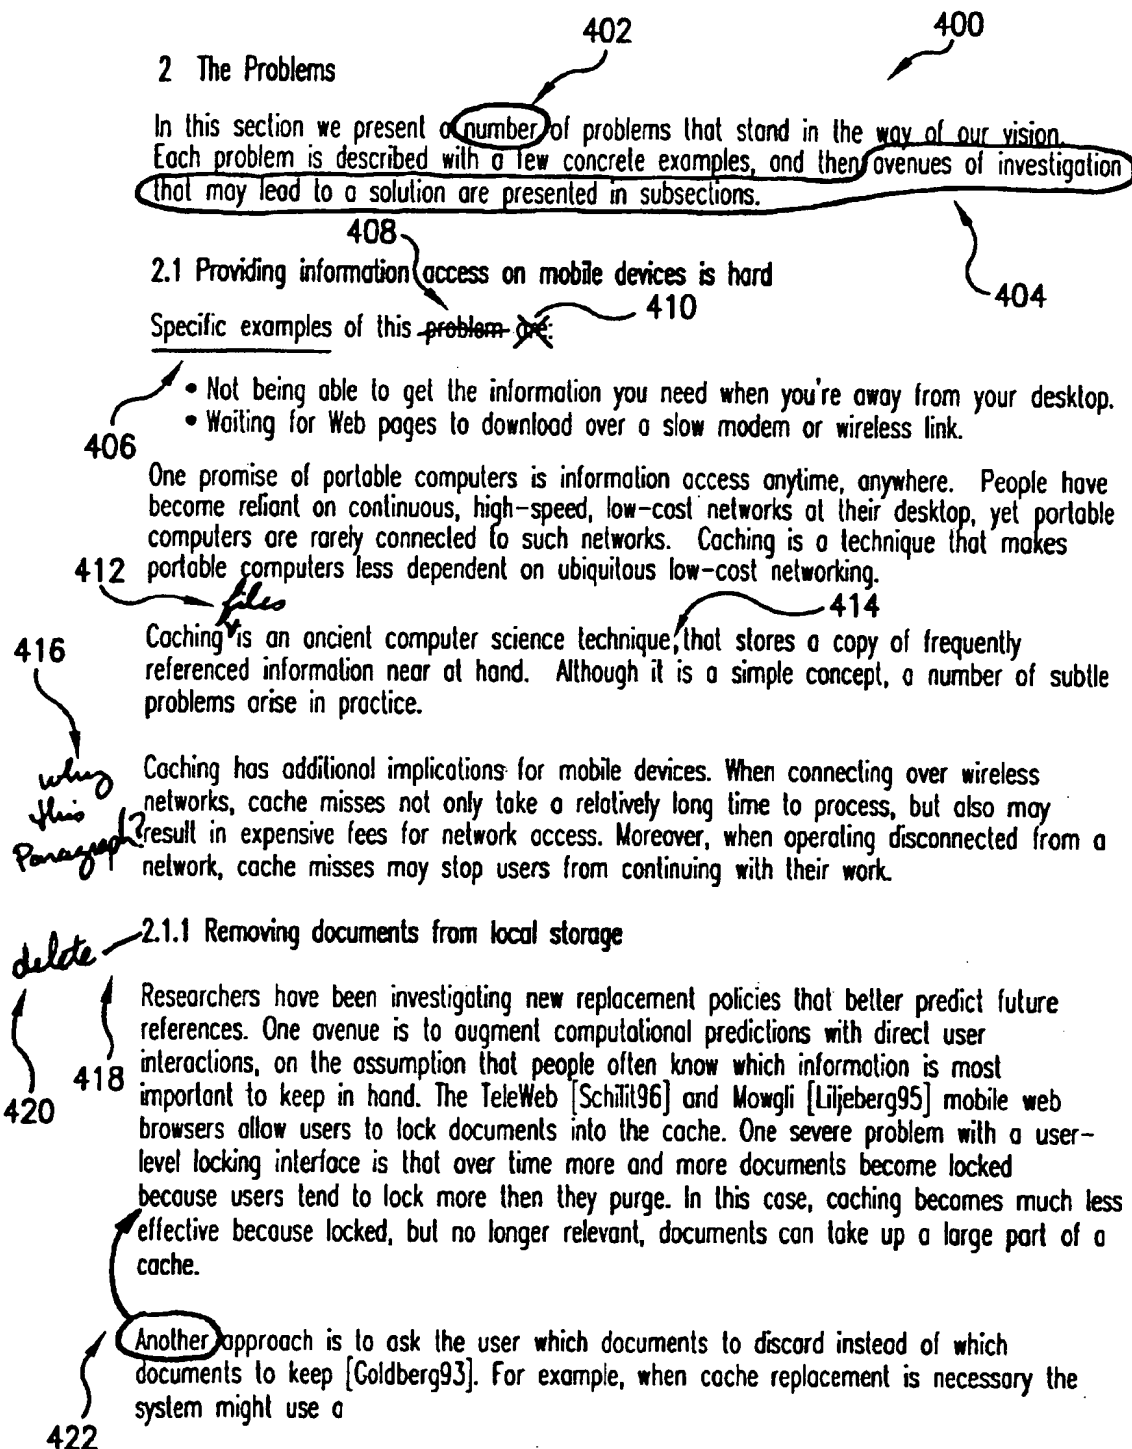 402
400
2 The Problems
In this section we present a number of problems that stand in the way of our vision.
Each problem is described with a few concrete examples, and then avenues of investigation
that may lead to a solution are presented in subsections.
408
404
2.1 Providing information access on mobile devices is hard
410
Specific examples of this problem are:
• Not being able to get the information you need when you're away from your desktop.
406
• Waiting for Web pages to download over a slow modem or wireless link.
One promise of portable computers is information access anytime, anywhere. People have
become reliant on continuous, high-speed, low-cost networks at their desktop, yet portable
computers are rarely connected to such networks. Caching is a technique that makes
412 portable computers less dependent on ubiquitous low-cost networking.
files
414
Caching is an ancient computer science technique, that stores a copy of frequently
416
referenced information near at hand. Although it is a simple concept, a number of subtle
problems arise in practice.
why
this
Paragraph?
Caching has additional implications for mobile devices. When connecting over wireless
networks, cache misses not only take a relatively long time to process, but also may
result in expensive fees for network access. Moreover, when operating disconnected from a
network, cache misses may stop users from continuing with their work.
delete
2.1.1 Removing documents from local storage
Researchers have been investigating new replacement policies that better predict future
references. One avenue is to augment computational predictions with direct user
interactions, on the assumption that people often know which information is most
418
420
important to keep in hand. The TeleWeb [Schilit96] and Mowgli [Liljeberg95] mobile web
browsers allow users to lock documents into the cache. One severe problem with a user-
level locking interface is that over time more and more documents become locked
because users tend to lock more then they purge. In this case, caching becomes much less
effective because locked, but no longer relevant, documents can take up a large part of a
cache.
Another approach is to ask the user which documents to discard instead of which
documents to keep [Goldberg93]. For example, when cache replacement is necessary the
system might use a
422